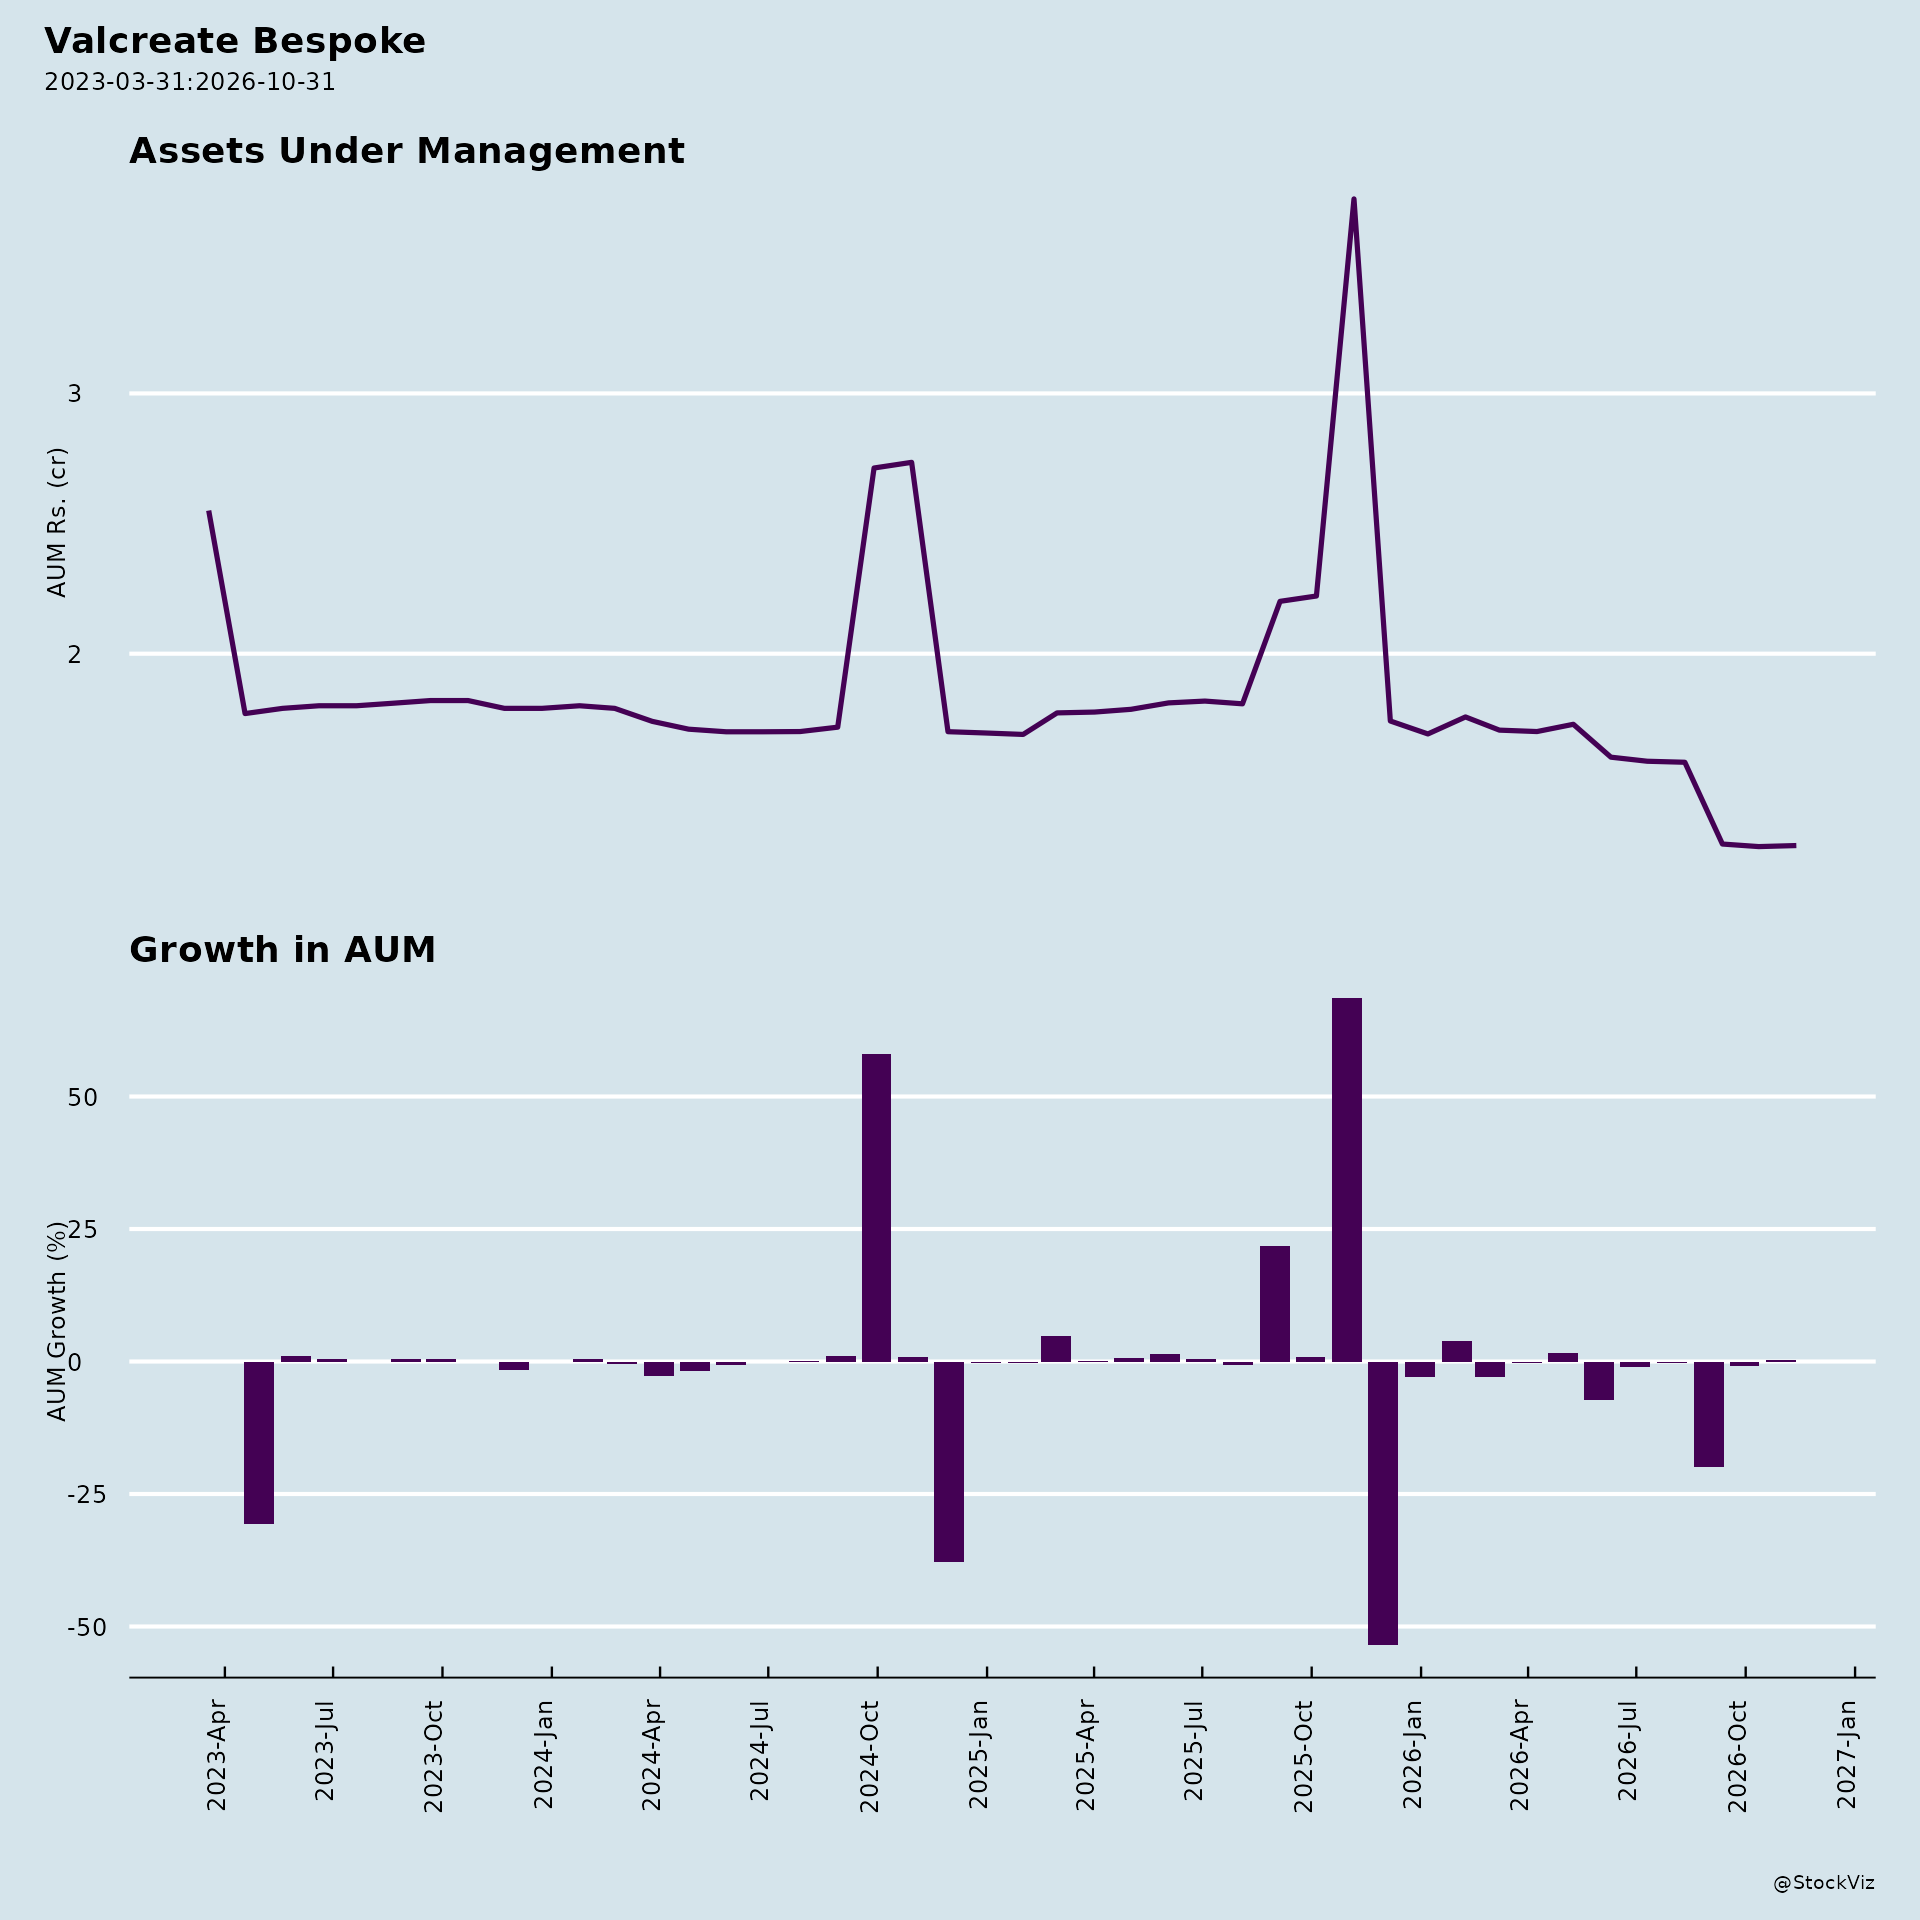 Valcreate Bespoke
2023-03-31:2026-10-31
Assets Under Management
AUM Rs. (cr)
3
2
Growth in AUM
AUM Growth (%)
50
25
0
-25
-50
2023-Apr
2023-Jul
2023-Oct
2024-Jan
2024-Apr
2024-Jul
2024-Oct
2025-Jan
2025-Apr
2025-Jul
2025-Oct
2026-Jan
2026-Apr
2026-Jul
2026-Oct
2027-Jan
@StockViz